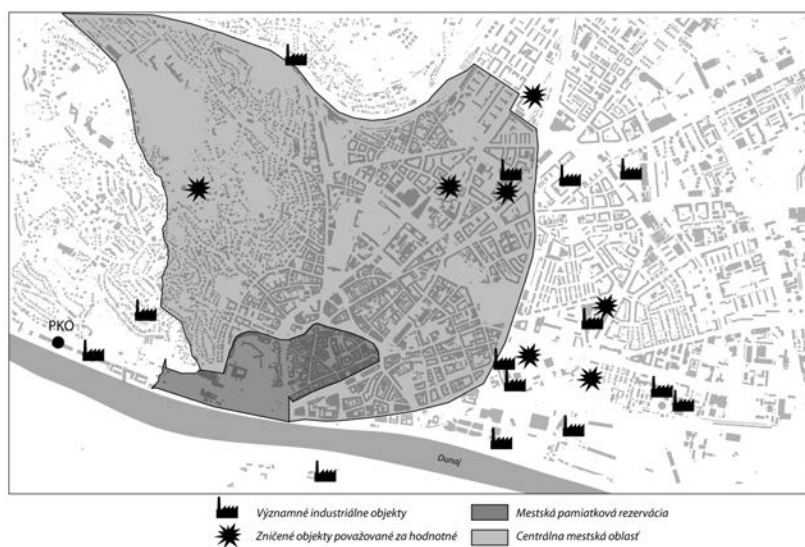 PKO
Dunaj
Významné industriálne objekty
Zničené objekty považované za hodnotné
Mestská pamiatková rezervácia
Centrálna mestská oblasť